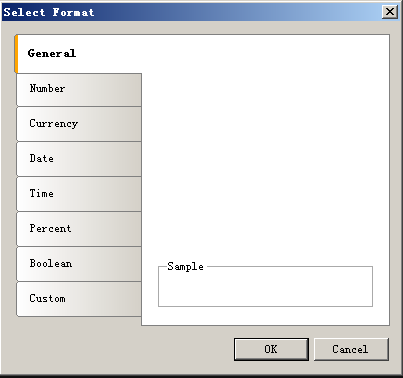 Select Format
General
Number
Currency
Date
Time
Percent
Boolean
Custom
Sample
OK
Cancel